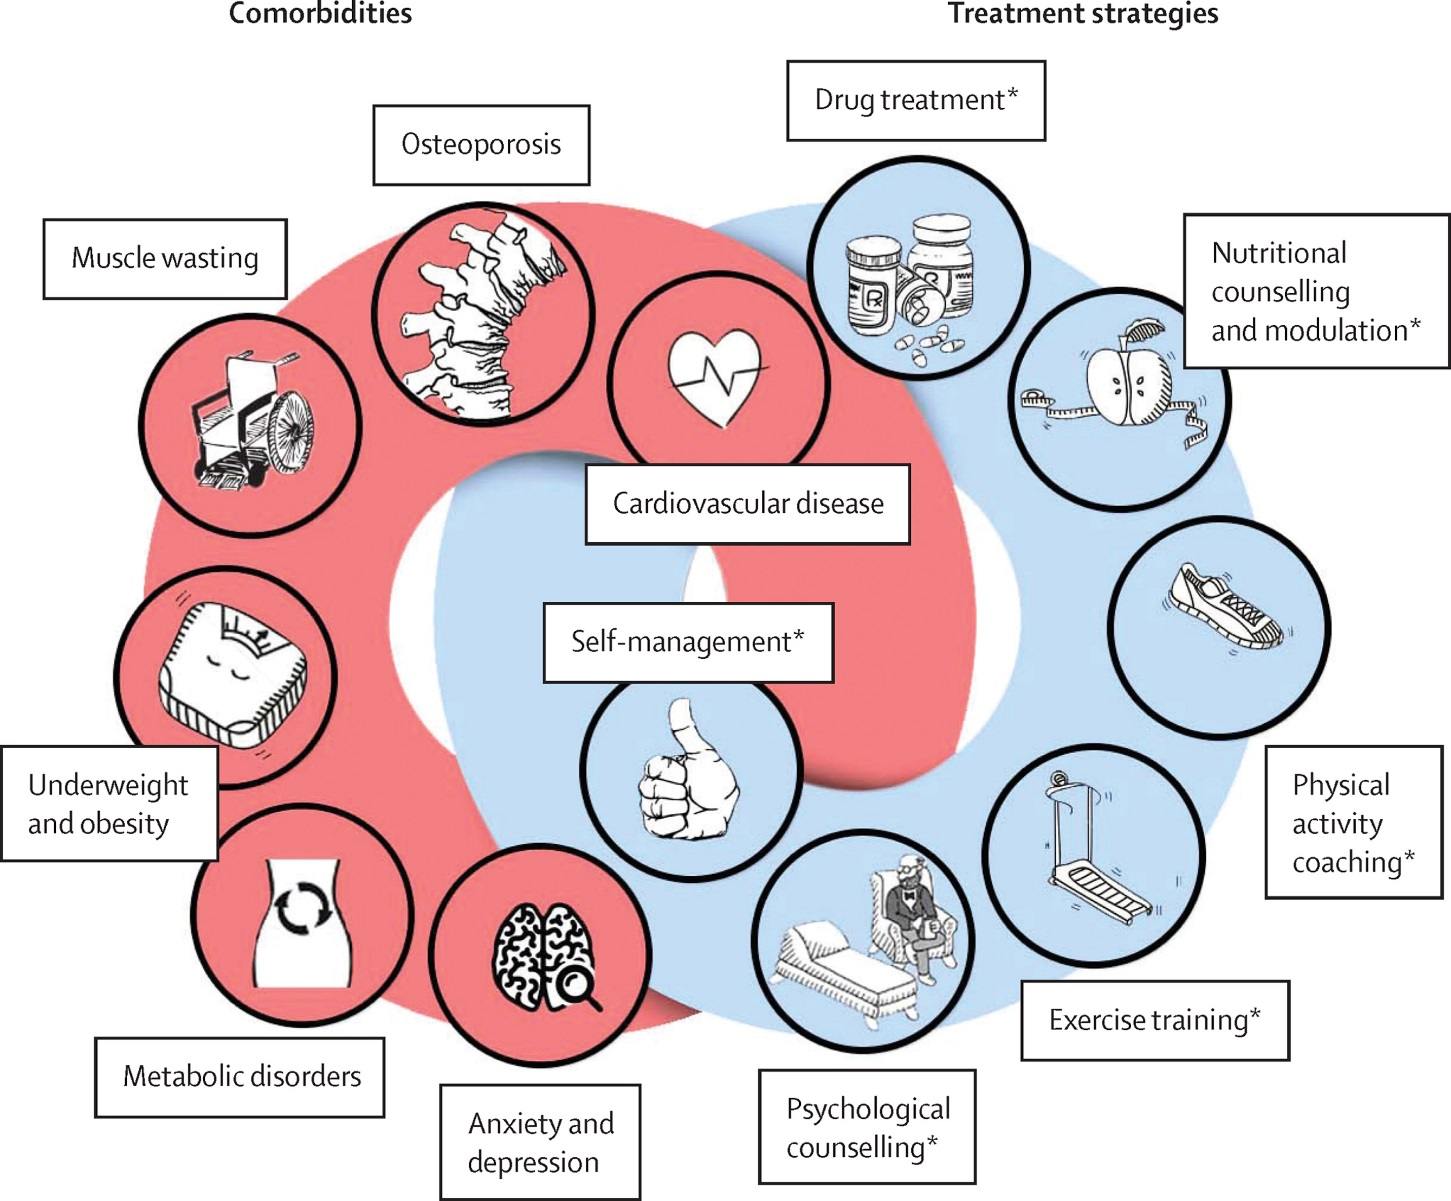 Comorbidities
Treatment strategies
Drug treatment*
Osteoporosis
Muscle wasting
Nutritional
counselling
and modulation*
Cardiovascular disease
Self-management*
Underweight
and obesity
Physical
activity
coaching*
Exercise training*
Metabolic disorders
Anxiety and
depression
Psychological
counselling*